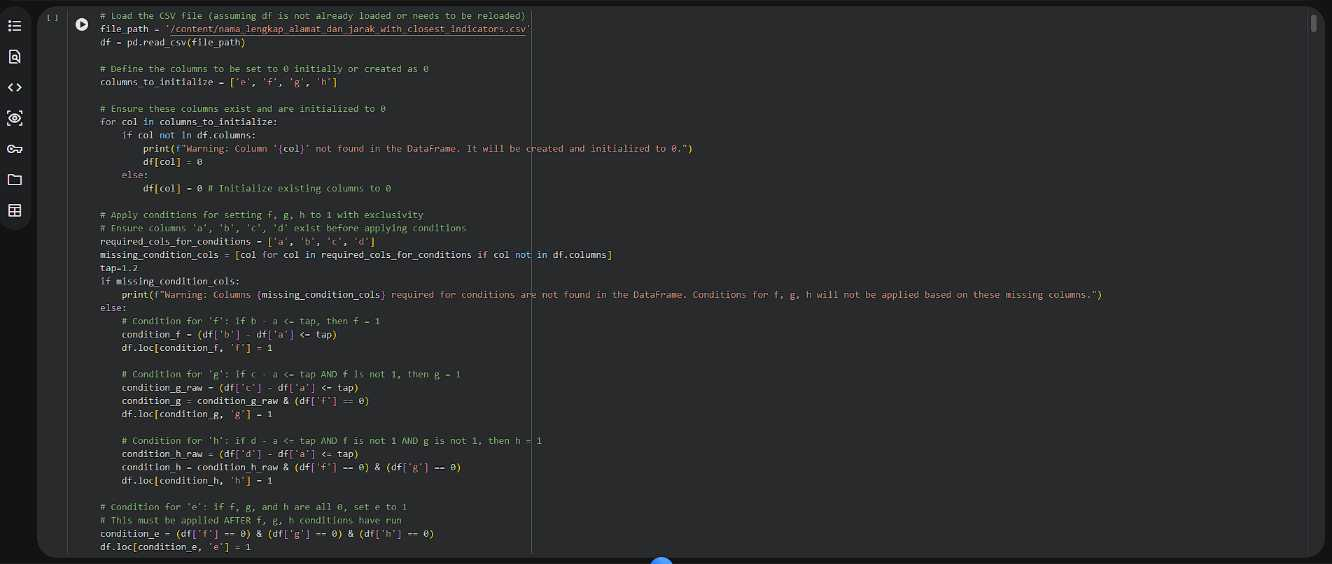 [ ]
# Load the CSV file (assuming df is not already loaded or needs to be reloaded)
file_path = '/content/nama_lengkap_alamat_dan_jarak_with_closest_indicators.csv'
df = pd.read_csv(file_path)
# Define the columns to be set to 0 initially or created as 0
columns_to_initialize = ['e', 'f', 'g', 'h']
# Ensure these columns exist and are initialized to 0
for col in columns_to_initialize:
    if col not in df.columns:
        print(f"Warning: Column '{col}' not found in the DataFrame. It will be created and initialized to 0.")
        df[col] = 0
    else:
        df[col] = 0 # Initialize existing columns to 0
# Apply conditions for setting f, g, h to 1 with exclusivity
# Ensure columns 'a', 'b', 'c', 'd' exist before applying conditions
required_cols_for_conditions = ['a', 'b', 'c', 'd']
missing_condition_cols = [col for col in required_cols_for_conditions if col not in df.columns]
tap=1.2
if missing_condition_cols:
    print(f"Warning: Columns {missing_condition_cols} required for conditions are not found in the DataFrame. Conditions for f, g, h will not be applied based on these missing columns.")
else:
    # Condition for 'f': if b - a <= tap, then f = 1
    condition_f = (df['b'] - df['a'] <= tap)
    df.loc[condition_f, 'f'] = 1
    # Condition for 'g': if c - a <= tap AND f is not 1, then g = 1
    condition_g_raw = (df['c'] - df['a'] <= tap)
    condition_g = condition_g_raw & (df['f'] == 0)
    df.loc[condition_g, 'g'] = 1
    # Condition for 'h': if d - a <= tap AND f is not 1 AND g is not 1, then h = 1
    condition_h_raw = (df['d'] - df['a'] <= tap)
    condition_h = condition_h_raw & (df['f'] == 0) & (df['g'] == 0)
    df.loc[condition_h, 'h'] = 1
# Condition for 'e': if f, g, and h are all 0, set e to 1
# This must be applied AFTER f, g, h conditions have run
condition_e = (df['f'] == 0) & (df['g'] == 0) & (df['h'] == 0)
df.loc[condition_e, 'e'] = 1